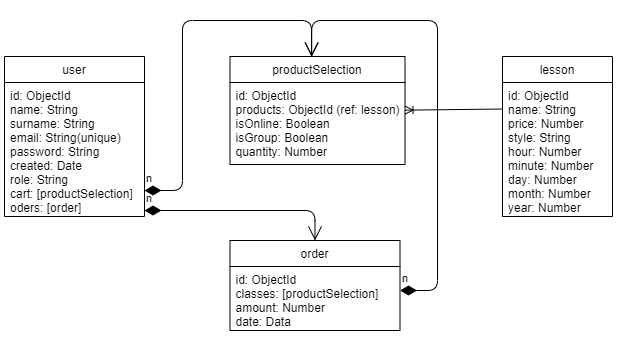 user
id: ObjectId
name: String
surname: String
email: String(unique)
password: String
created: Date
role: String
cart: [productSelection]
oders: [order]
n
n
productSelection
id: ObjectId
products: ObjectId (ref: lesson)
isOnline: Boolean
isGroup: Boolean
quantity: Number
lesson
id: ObjectId
name: String
price: Number
style: String
hour: Number
minute: Number
day: Number
month: Number
year: Number
order
id: ObjectId
classes: [productSelection]
amount: Number
date: Data
n